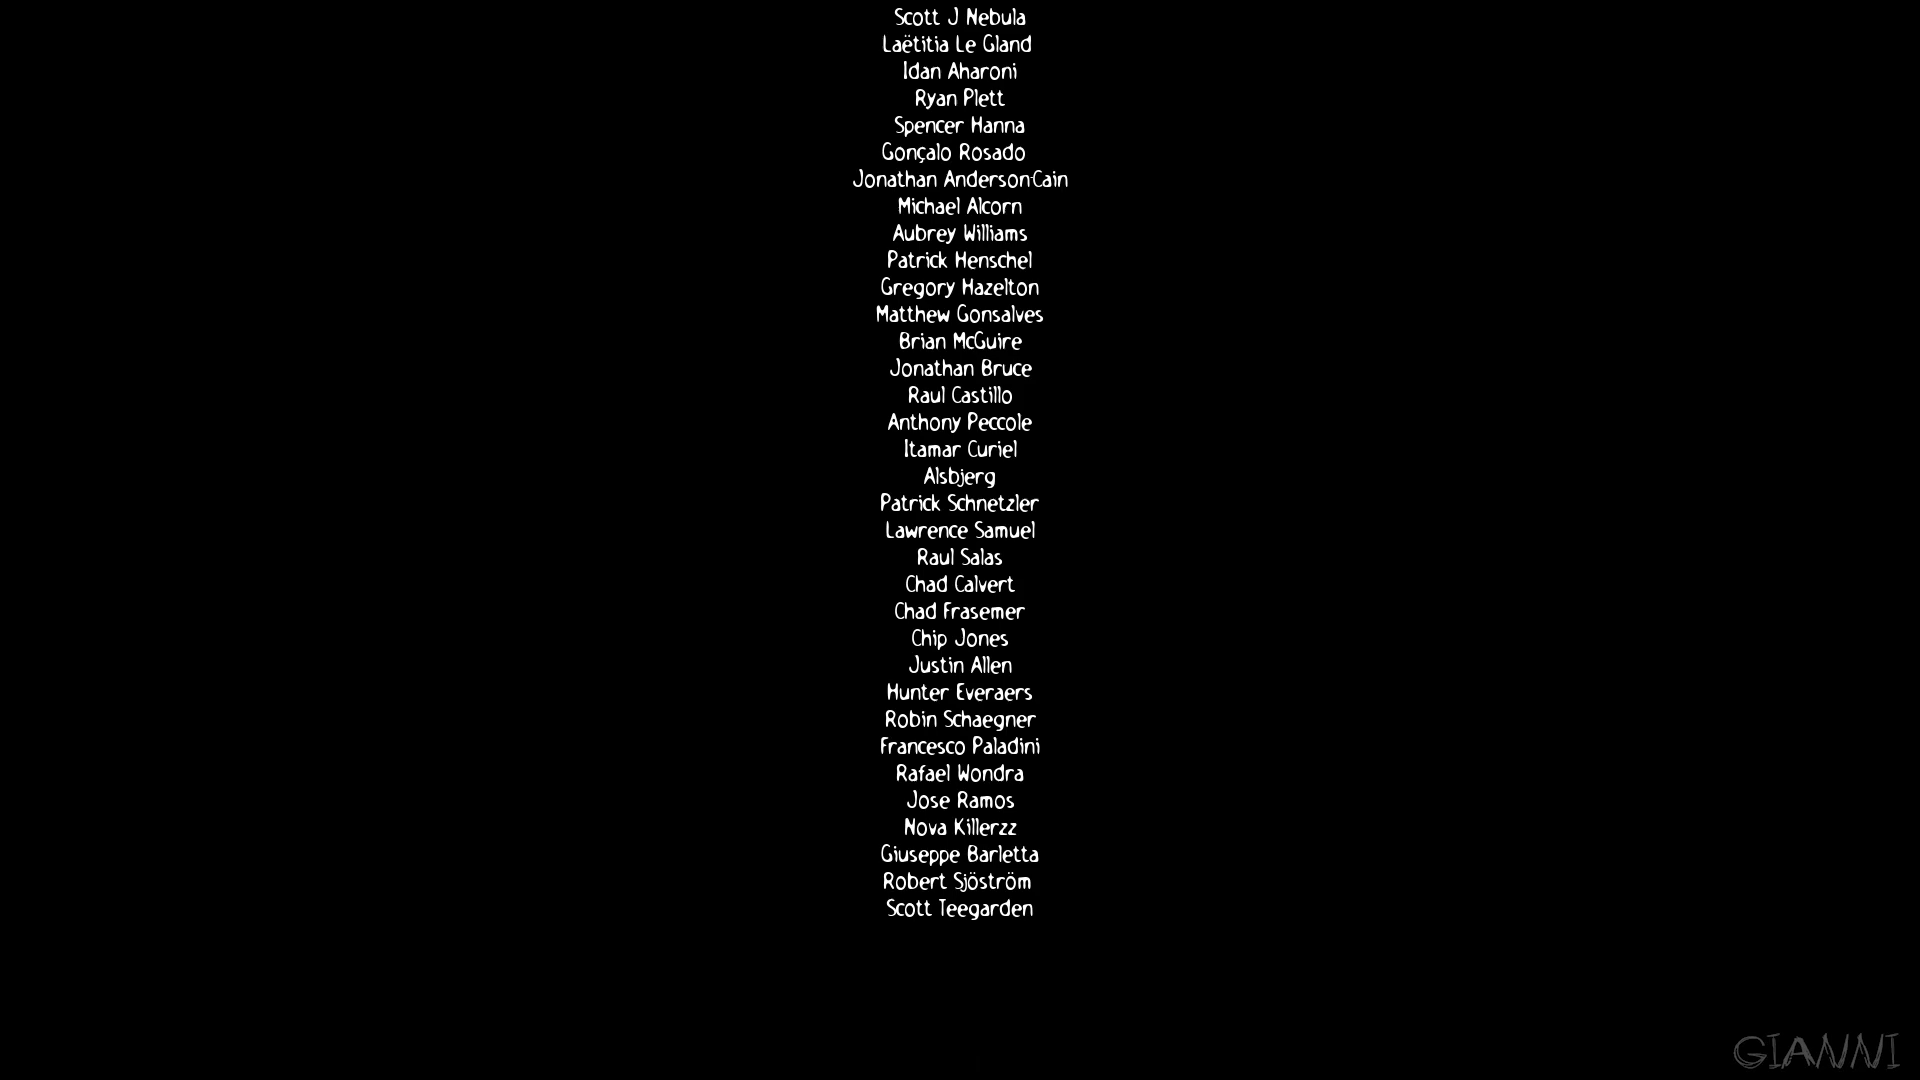 Scott J Nebula
Laëtitia Le Gland
Idan Aharoni
Ryan Plett
Spencer Hanna
Gonçalo Rosado
Jonathan Anderson-Cain
Michael Alcorn
Aubrey Williams
Patrick Henschel
Gregory Hazelton
Matthew Gonsalves
Brian McGuire
Jonathan Bruce
Raul Castillo
Anthony Peccole
Itamar Curiel
Alsbjerg
Patrick Schnetzler
Lawrence Samuel
Raul Salas
Chad Calvert
Chad Frasemer
Chip Jones
Justin Allen
Hunter Everaers
Robin Schaegner
Francesco Paladini
Rafael Wondra
Jose Ramos
Nova Killerzz
Giuseppe Barletta
Robert Sjöström
Scott Teegarden
GIANNI